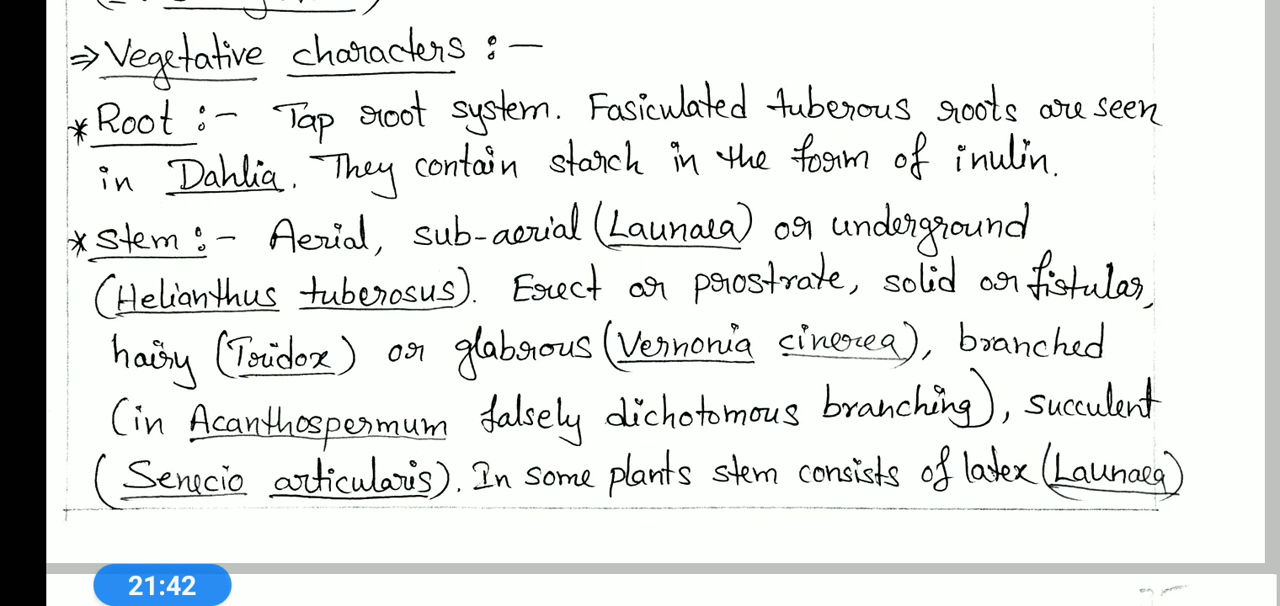 ⇒ Vegetative characters :-
* Root :- Tap root system. Fasiculated tuberous roots are seen
in Dahlia. They contain starch in the form of inulin.
* Stem :- Aerial, sub-aerial (Launaea) or underground
(Helianthus tuberosus). Erect or prostrate, solid or fistular,
hairy (Tridox) or glabrous (Vernonia cinerea), branched
(in Acanthospermum falsely dichotomous branching), succulent
(Senecio articularis). In some plants stem consists of latex (Launaea)
21:42